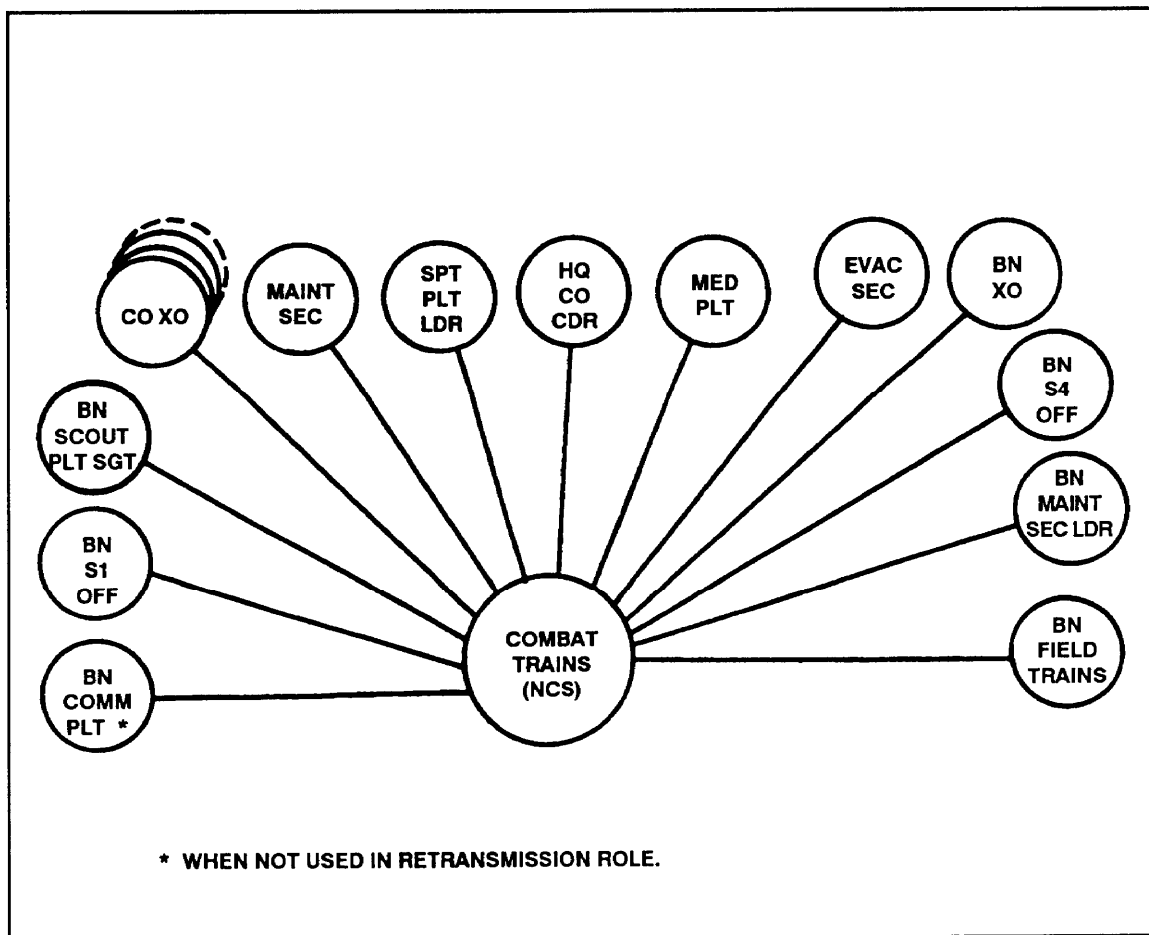 CO XO
MAINT
SEC
SPT
PLT
LDR
HQ
CO
CDR
MED
PLT
EVAC
SEC
BN
XO
BN
S4
OFF
BN
SCOUT
PLT SGT
BN
MAINT
SEC LDR
BN
S1
OFF
BN
COMM
PLT *
COMBAT
TRAINS
(NCS)
BN
FIELD
TRAINS
* WHEN NOT USED IN RETRANSMISSION ROLE.